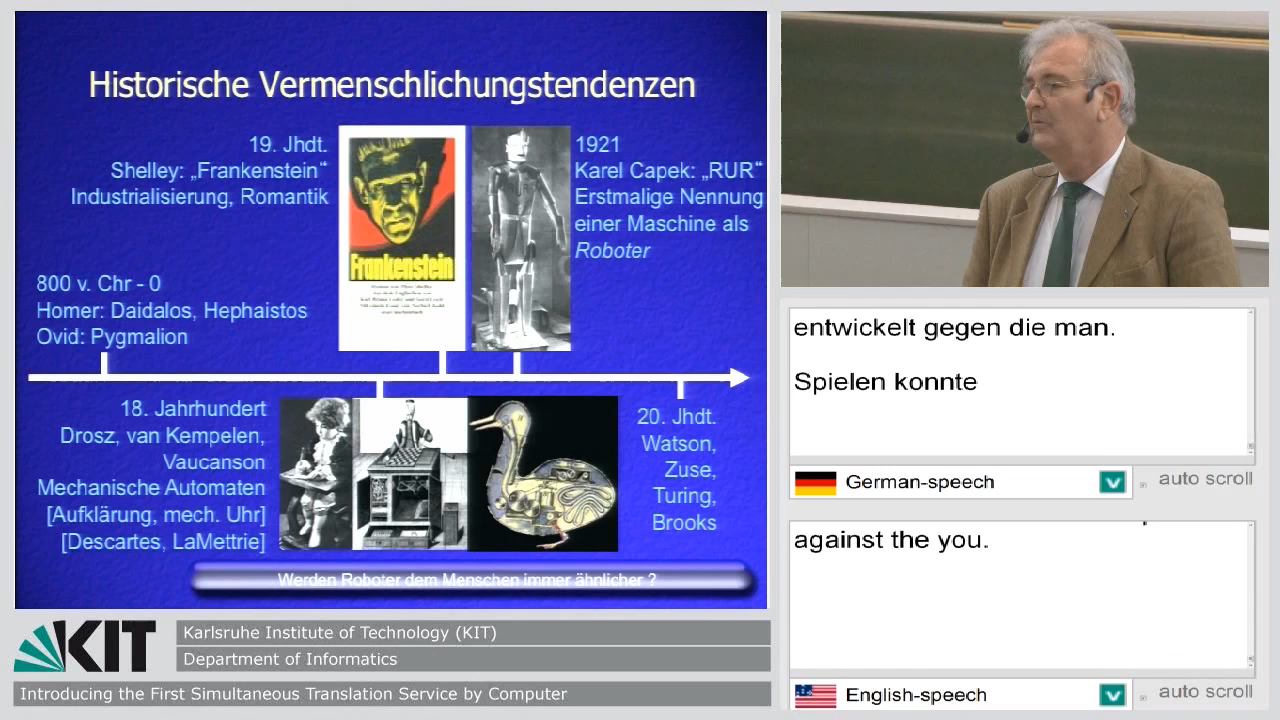 Historische Vermenschlichungstendenzen
19. Jhdt.
Shelley: „Frankenstein“
Industrialisierung, Romantik
Frankenstein
1921
Karel Capek: „RUR“
Erstmalige Nennung
einer Maschine als
Roboter
800 v. Chr - 0
Homer: Daidalos, Hephaistos
Ovid: Pygmalion
18. Jahrhundert
Drosz, van Kempelen,
Vaucanson
Mechanische Automaten
[Aufklärung, mech. Uhr]
[Descartes, LaMettrie]
20. Jhdt.
Watson,
Zuse,
Turing,
Brooks
Werden Roboter dem Menschen immer ähnlicher ?
entwickelt gegen die man.
Spielen konnte
German-speech
auto scroll
against the you.
English-speech
auto scroll
KIT
Karlsruhe Institute of Technology (KIT)
Department of Informatics
Introducing the First Simultaneous Translation Service by Computer